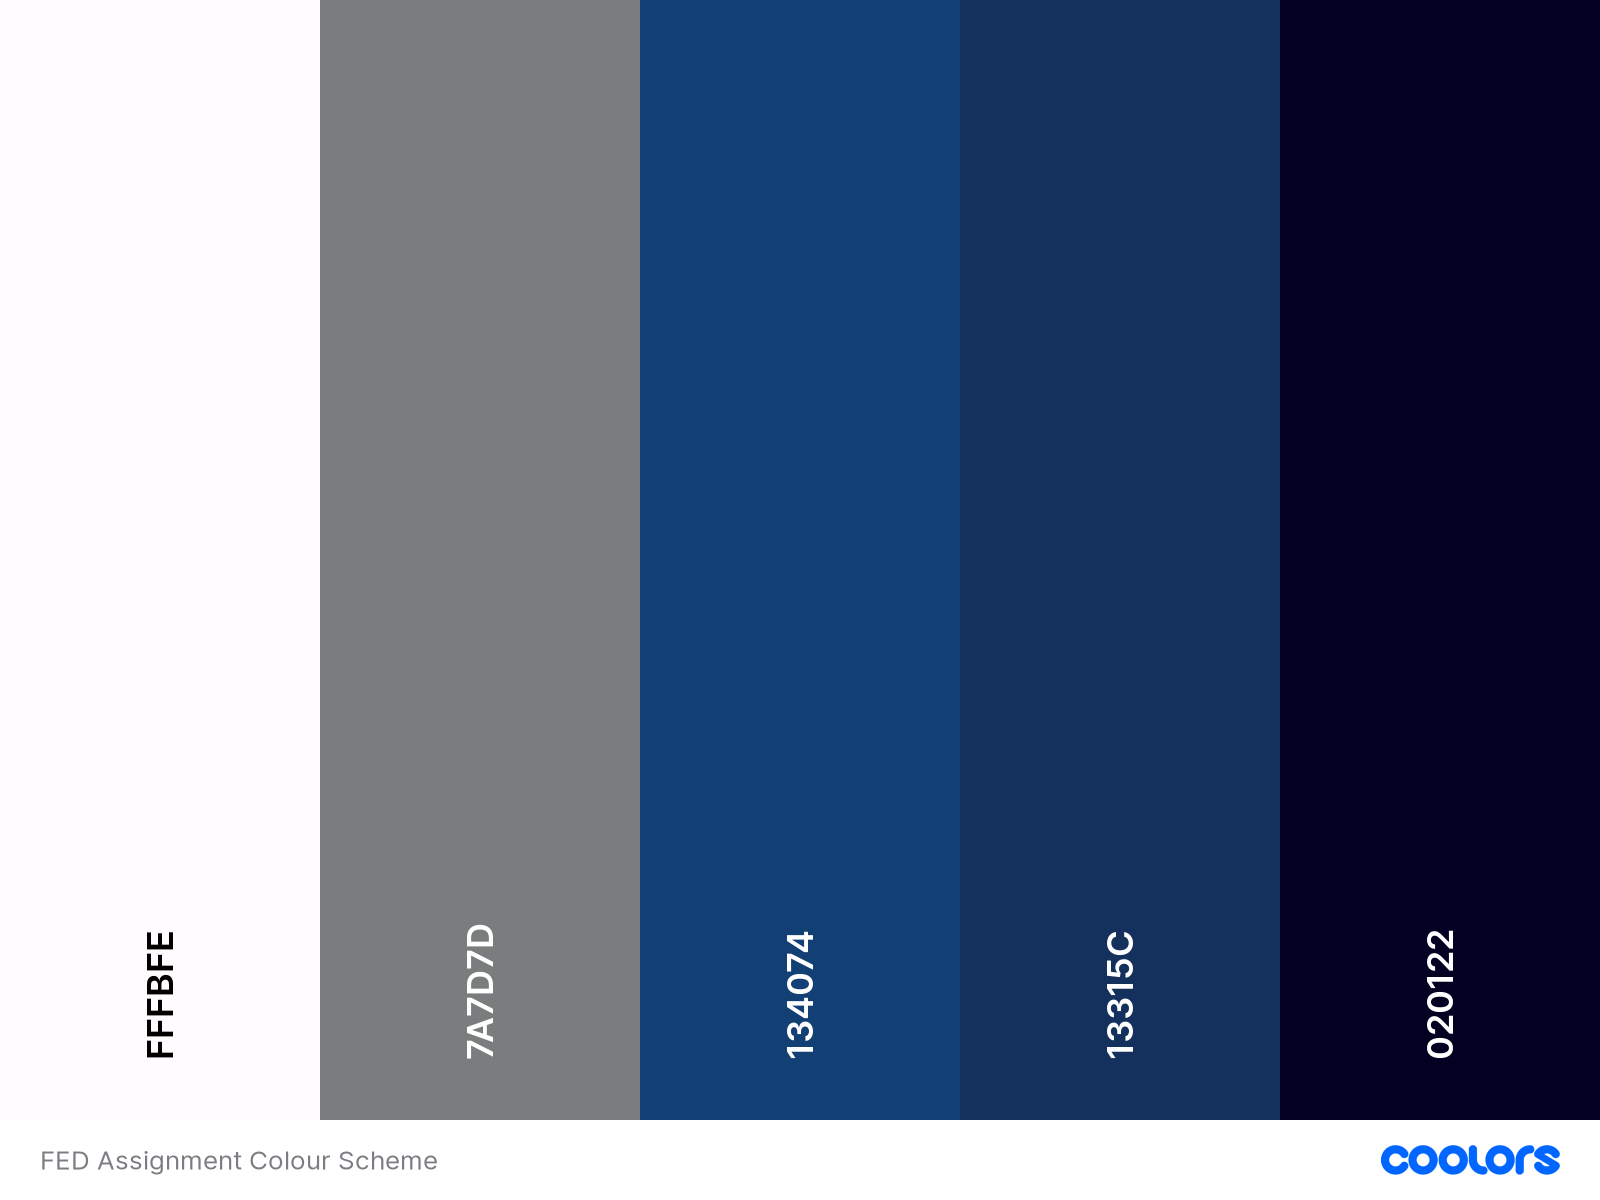 FFFBFE
7A7D7D
134074
13315C
020122
FED Assignment Colour Scheme
coolors